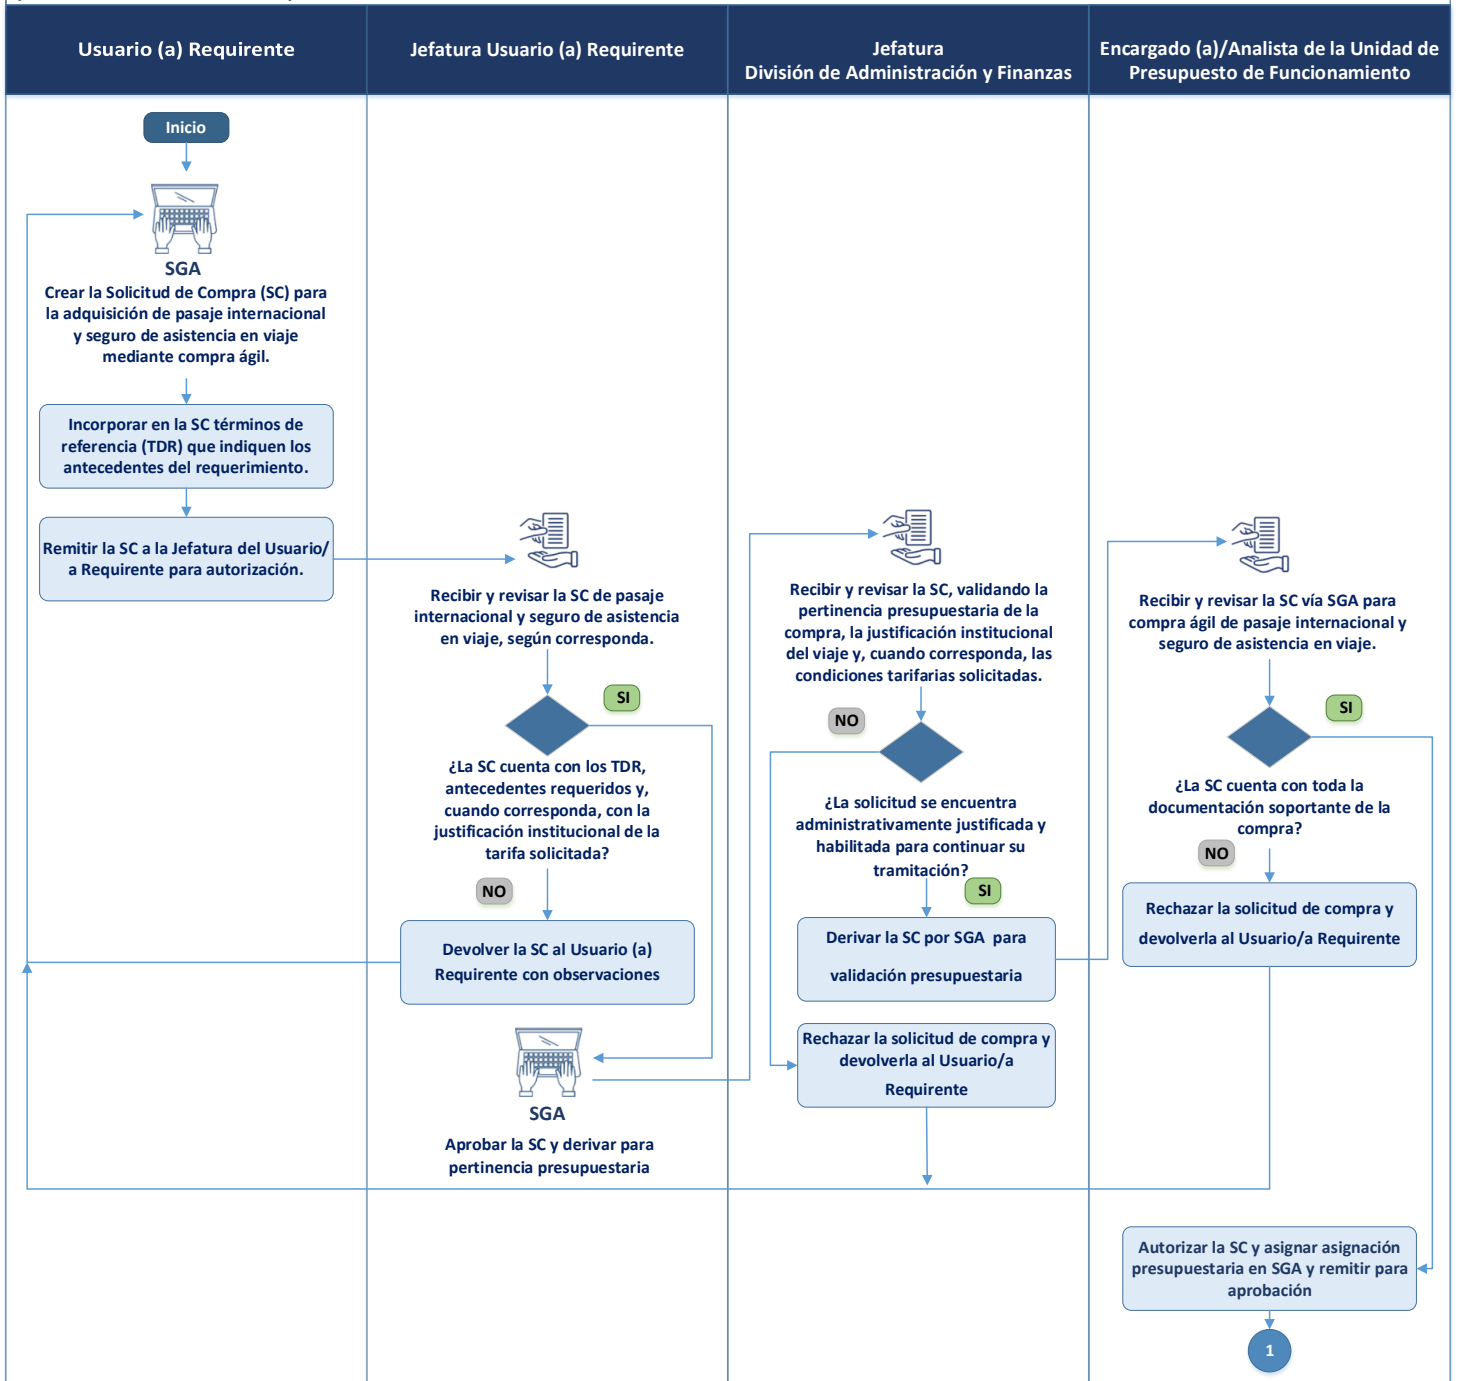 Usuario (a) Requirente
Jefatura Usuario (a) Requirente
Jefatura
División de Administración y Finanzas
Encargado (a)/Analista de la Unidad de
Presupuesto de Funcionamiento
Inicio
SGA
Crear la Solicitud de Compra (SC) para
la adquisición de pasaje internacional
y seguro de asistencia en viaje
mediante compra ágil.
Incorporar en la SC términos de
referencia (TDR) que indiquen los
antecedentes del requerimiento.
Remitir la SC a la Jefatura del Usuario/
a Requirente para autorización.
Recibir y revisar la SC de pasaje
internacional y seguro de asistencia
en viaje, según corresponda.
SI
¿La SC cuenta con los TDR,
antecedentes requeridos y,
cuando corresponda, con la
justificación institucional de la
tarifa solicitada?
NO
Devolver la SC al Usuario (a)
Requirente con observaciones
SGA
Aprobar la SC y derivar para
pertinencia presupuestaria
Recibir y revisar la SC, validando la
pertinencia presupuestaria de la
compra, la justificación institucional
del viaje y, cuando corresponda, las
condiciones tarifarias solicitadas.
NO
¿La solicitud se encuentra
administrativamente justificada y
habilitada para continuar su
tramitación?
SI
Derivar la SC por SGA para
validación presupuestaria
Rechazar la solicitud de compra y
devolverla al Usuario/a
Requirente
Recibir y revisar la SC vía SGA para
compra ágil de pasaje internacional y
seguro de asistencia en viaje.
SI
¿La SC cuenta con toda la
documentación soportante de la
compra?
NO
Rechazar la solicitud de compra y
devolverla al Usuario/a Requirente
Autorizar la SC y asignar asignación
presupuestaria en SGA y remitir para
aprobación
1